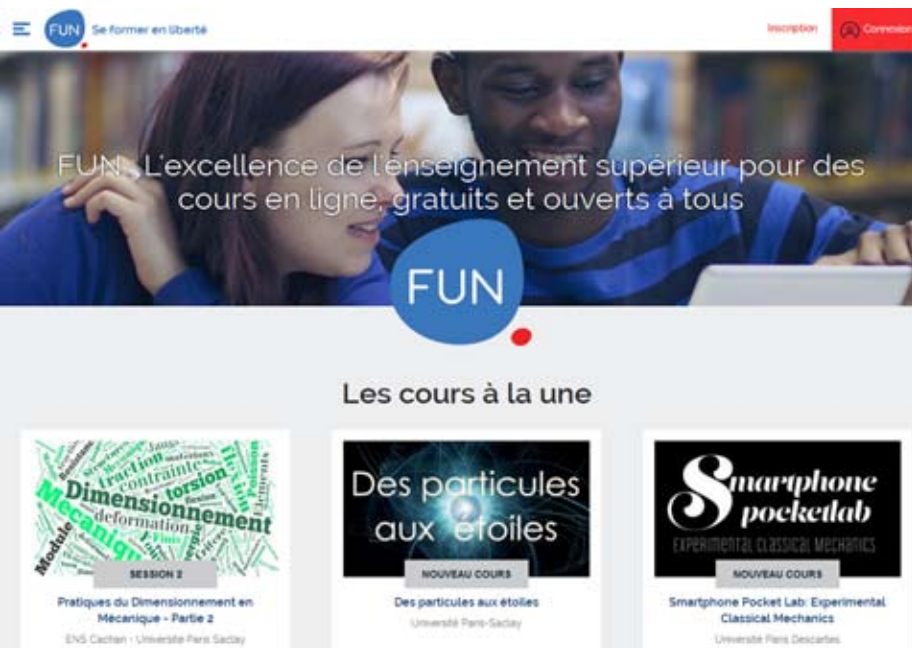 FUN Se former en liberté
Inscription
Connexion
FUN : L'excellence de l'enseignement supérieur pour des
cours en ligne, gratuits et ouverts à tous
FUN
Les cours à la une
Dimensionnement
torsion
traction
contrainte
deformation
Mecanique
Module
Flexion
SESSION 2
Pratiques du Dimensionnement en
Mécanique - Partie 2
ENS Cachan - Université Paris Saclay
Des particules
aux étoiles
NOUVEAU COURS
Des particules aux étoiles
Université Paris-Saclay
Smartphone
pocketlab
EXPERIMENTAL CLASSICAL MECHANICS
NOUVEAU COURS
Smartphone Pocket Lab: Experimental
Classical Mechanics
Université Paris Descartes